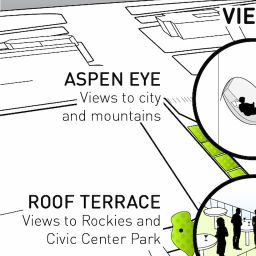 VIE
ASPEN EYE
Views to city
and mountains
ROOF TERRACE
Views to Rockies and
Civic Center Park